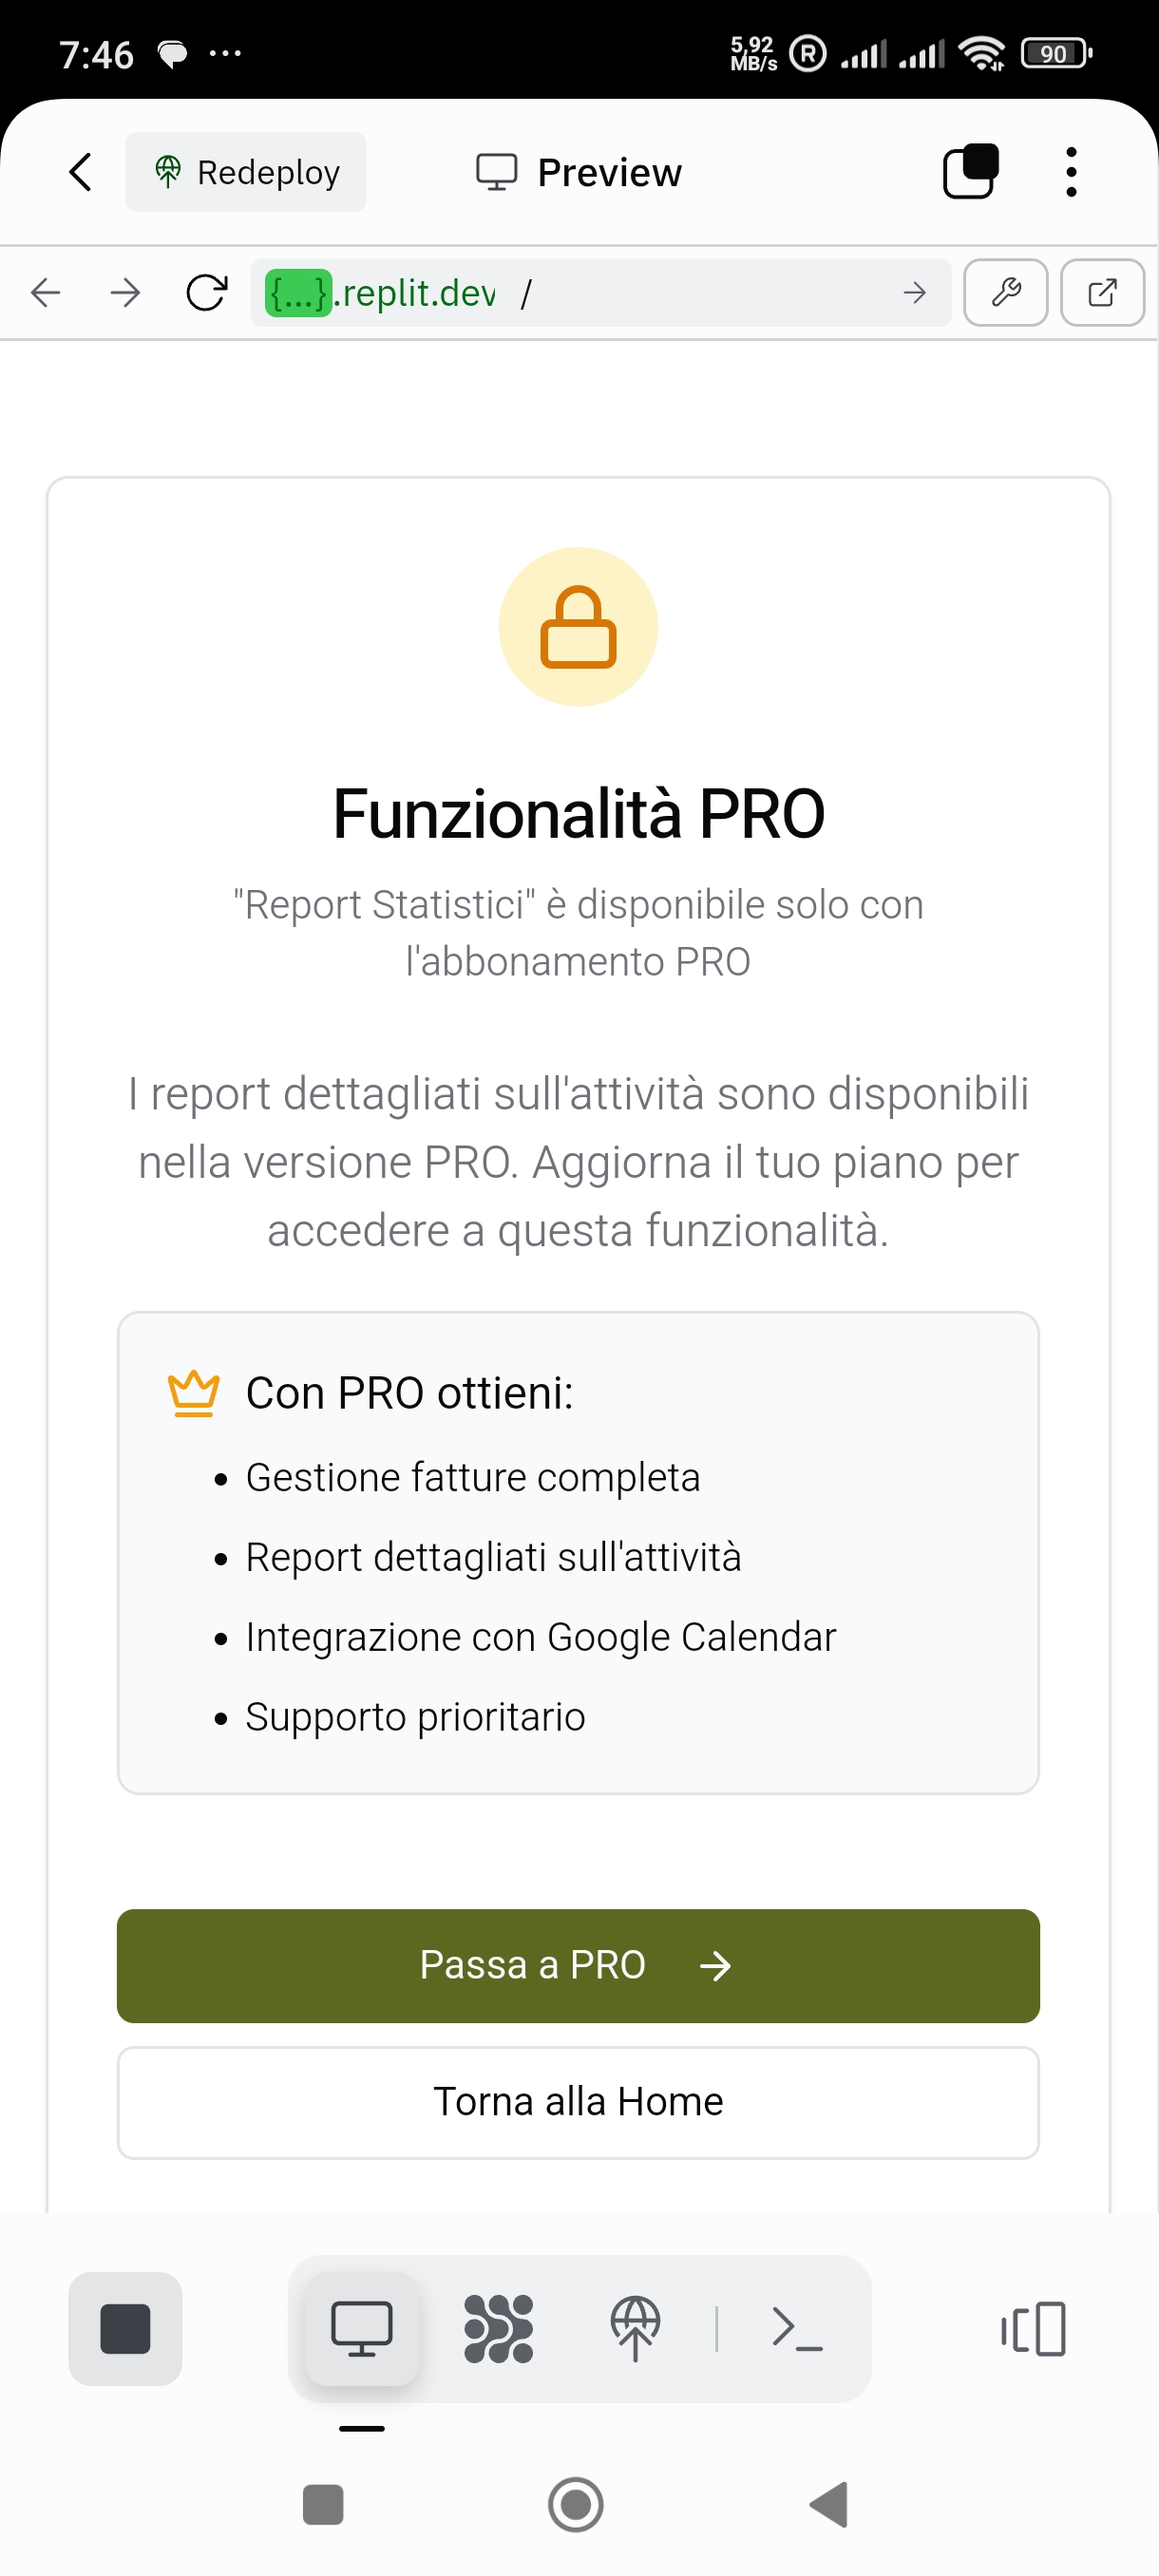 7:46
5,92 MB/s
R
90
Redeploy
Preview
{...}.replit.dev /
Funzionalità PRO
"Report Statistici" è disponibile solo con
l'abbonamento PRO
I report dettagliati sull'attività sono disponibili
nella versione PRO. Aggiorna il tuo piano per
accedere a questa funzionalità.
Con PRO ottieni:
• Gestione fatture completa
• Report dettagliati sull'attività
• Integrazione con Google Calendar
• Supporto prioritario
Passa a PRO →
Torna alla Home